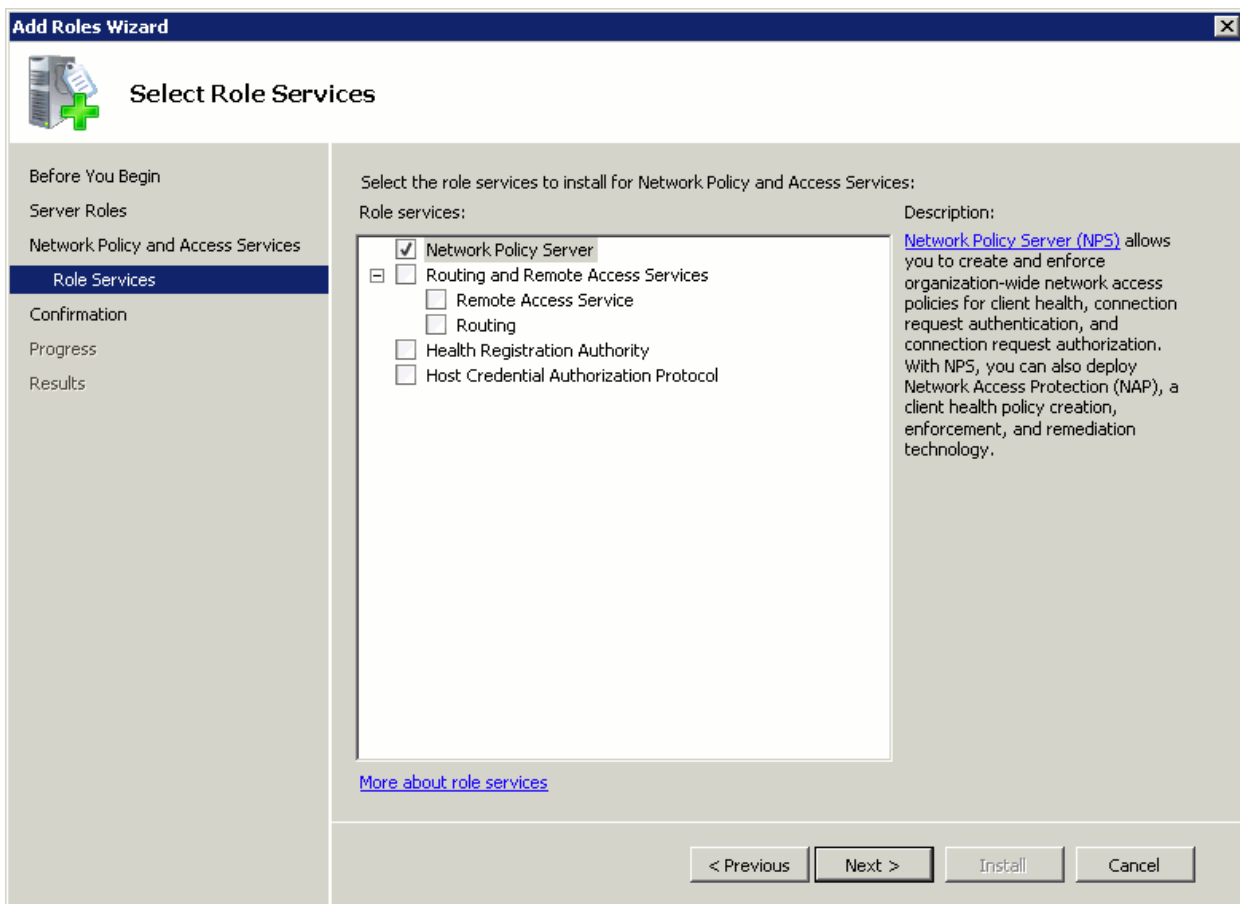 Add Roles Wizard
Select Role Services
Before You Begin
Server Roles
Network Policy and Access Services
Role Services
Confirmation
Progress
Results
Select the role services to install for Network Policy and Access Services:
Role services:
Network Policy Server
Routing and Remote Access Services
Remote Access Service
Routing
Health Registration Authority
Host Credential Authorization Protocol
More about role services
Description:
Network Policy Server (NPS) allows
you to create and enforce
organization-wide network access
policies for client health, connection
request authentication, and
connection request authorization.
With NPS, you can also deploy
Network Access Protection (NAP), a
client health policy creation,
enforcement, and remediation
technology.
< Previous
Next >
Install
Cancel